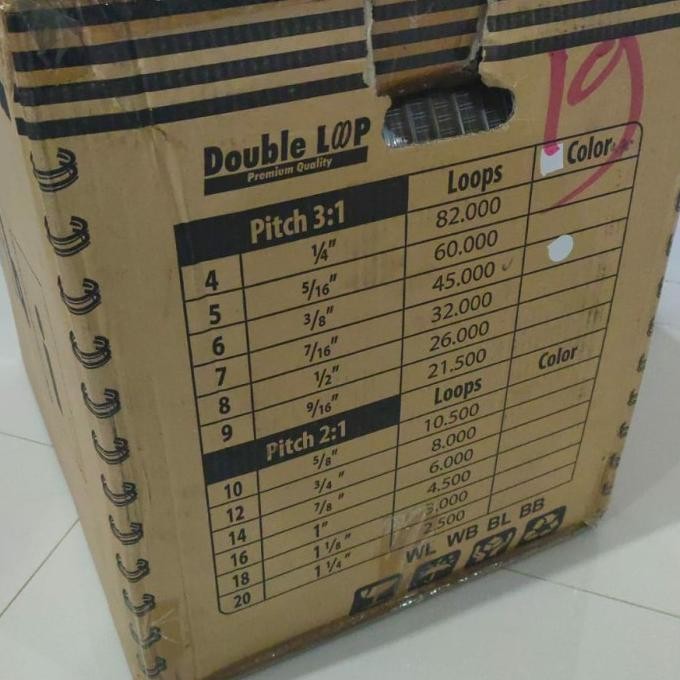 19
Double LOOP
Premium Quality
Pitch 3:1 Loops Color
4 1/4" 82.000
5 5/16" 60.000
6 3/8" 45.000
7 7/16" 32.000
8 1/2" 26.000
9 9/16" 21.500
Pitch 2:1 Loops Color
10 5/8" 10.500
12 3/4" 8.000
14 7/8" 6.000
16 1" 4.500
18 1 1/8" 3,000
20 1 1/4" 2.500
WL WB BL BB